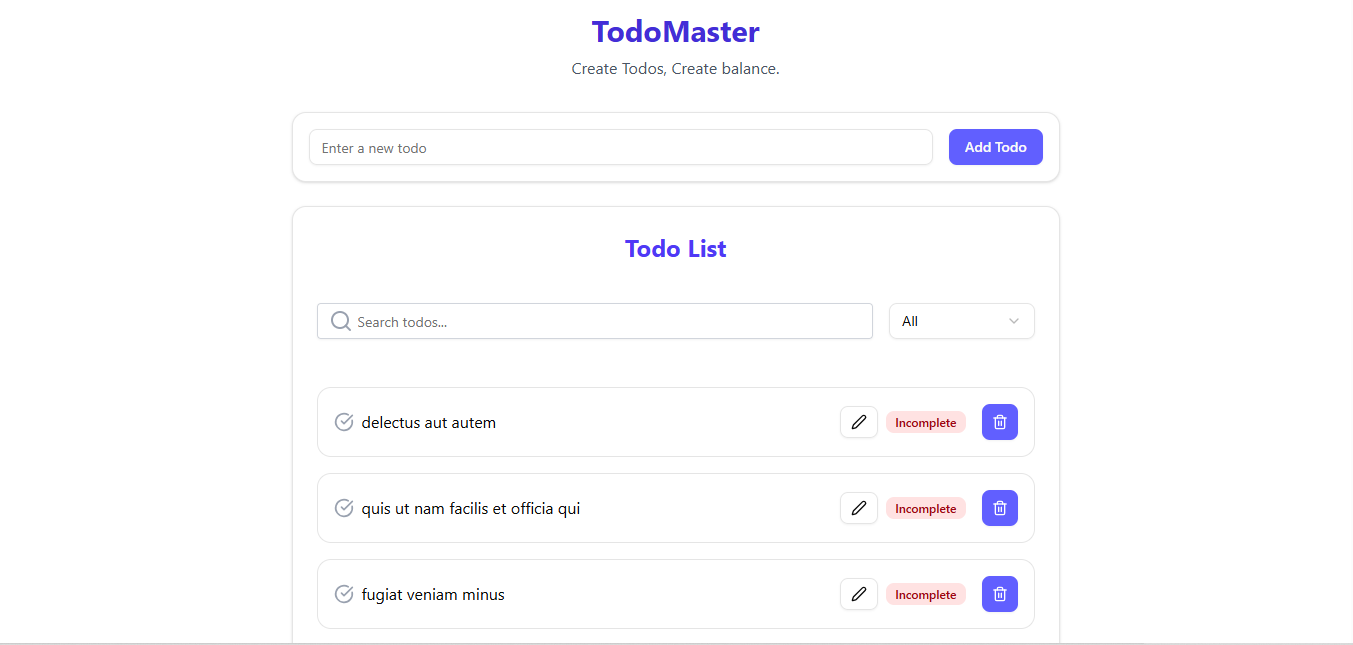 TodoMaster
Create Todos, Create balance.
Enter a new todo
Add Todo
Todo List
Search todos...
All
delectus aut autem
Incomplete
quis ut nam facilis et officia qui
Incomplete
fugiat veniam minus
Incomplete